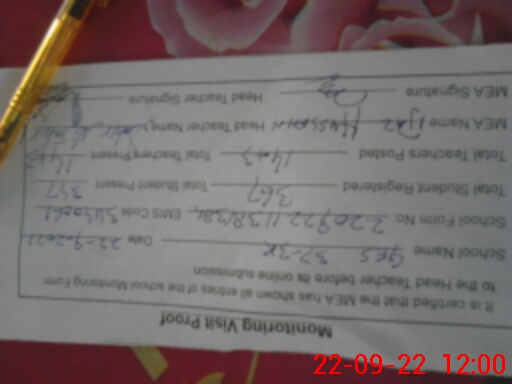 Monitoring Visit Proof
It is certified that the MEA has shown all entries of the school Monitoring Form
to the Head Teacher before its online submission
School Name GES 37-3R Date 22-9-2022
School Form No. EMIS Code
Total Student Registered 367 Total Student Present 347
Total Teachers Posted 14+3 Total Teachers Present 14+3
MEA Name HASSAN Head Teacher Name
MEA Signature Head Teacher Signature
22-09-22 12:00